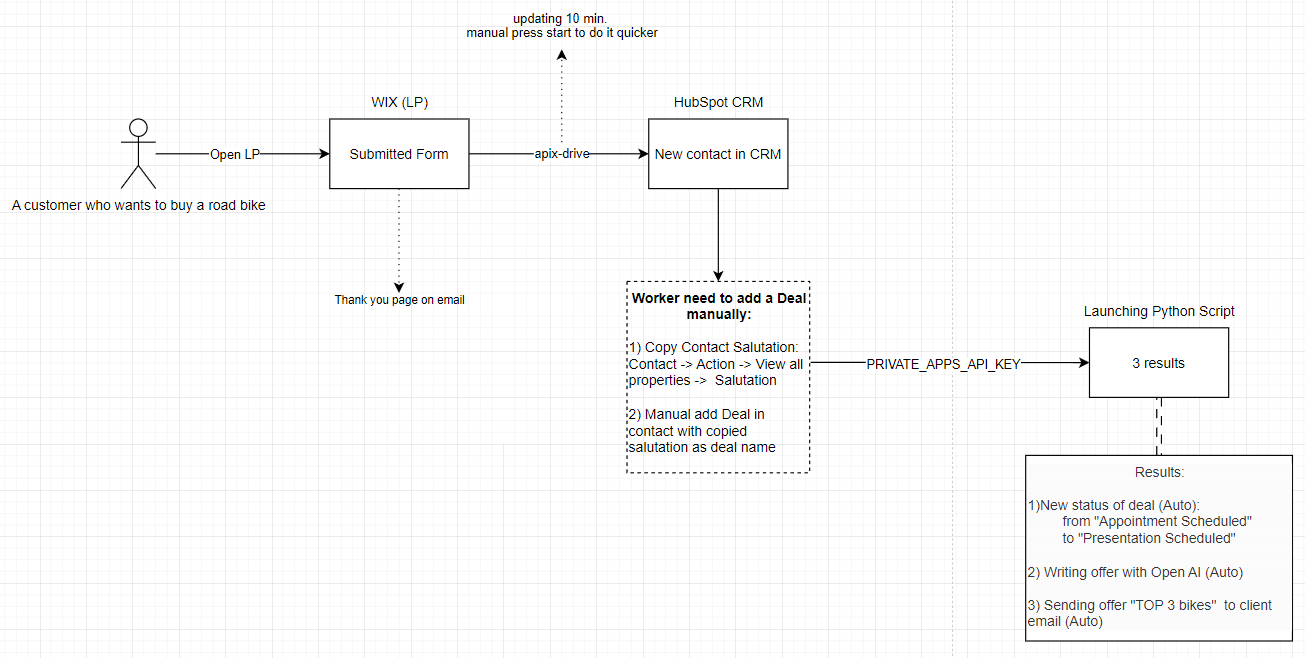 updating 10 min.
manual press start to do it quicker
WIX (LP)
HubSpot CRM
Open LP
Submitted Form
apix-drive
New contact in CRM
A customer who wants to buy a road bike
Thank you page on email
Worker need to add a Deal
manually:
1) Copy Contact Salutation:
Contact -> Action -> View all
properties -> Salutation
2) Manual add Deal in
contact with copied
salutation as deal name
PRIVATE_APPS_API_KEY
Launching Python Script
3 results
Results:
1)New status of deal (Auto):
from "Appointment Scheduled"
to "Presentation Scheduled"
2) Writing offer with Open AI (Auto)
3) Sending offer "TOP 3 bikes" to client
email (Auto)